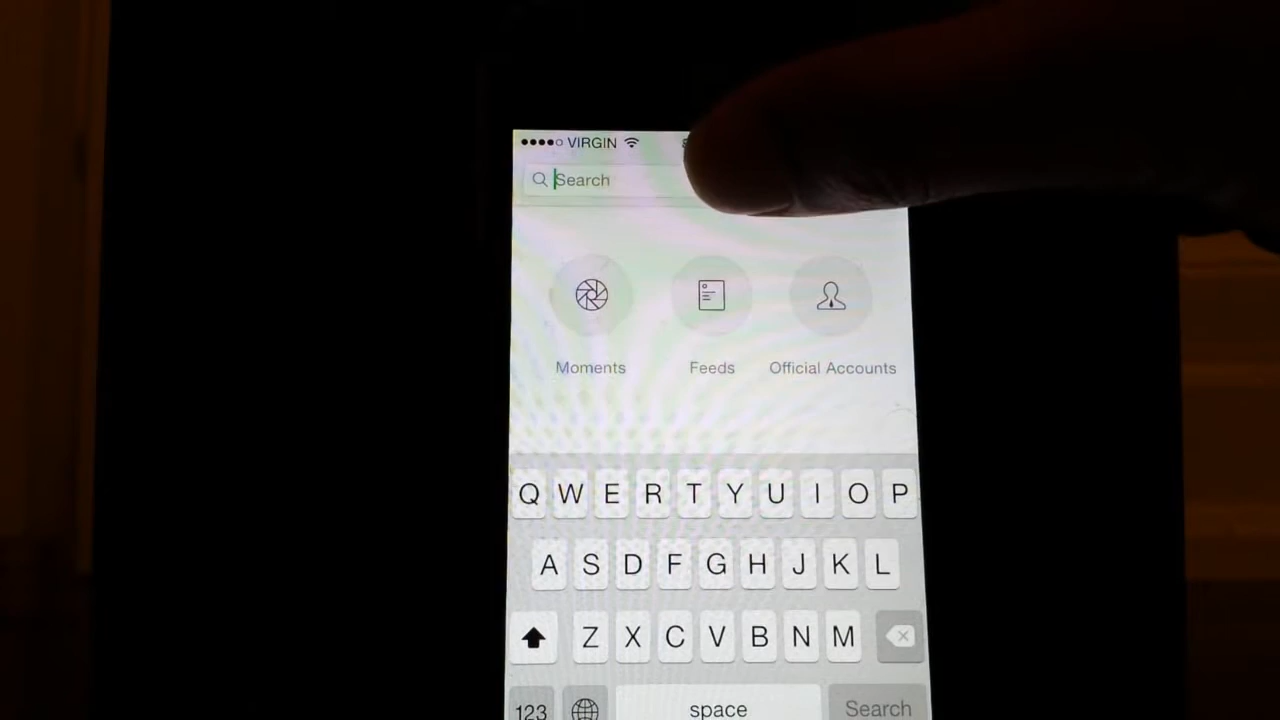 VIRGIN
Search
Moments Feeds Official Accounts
Q W E R T Y U I O P
A S D F G H J K L
Z X C V B N M
123 space Search